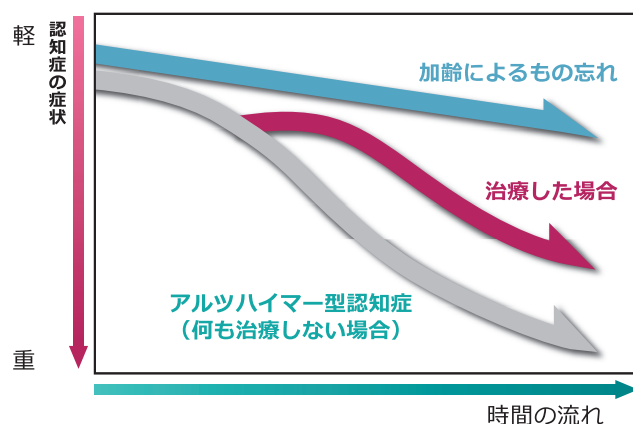 軽
認知症の症状
加齢によるもの忘れ
治療した場合
アルツハイマー型認知症
（何も治療しない場合）
重
時間の流れ